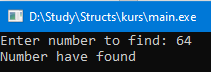 D:\Study\Structs\kurs\main.exe
Enter number to find: 64
Number have found